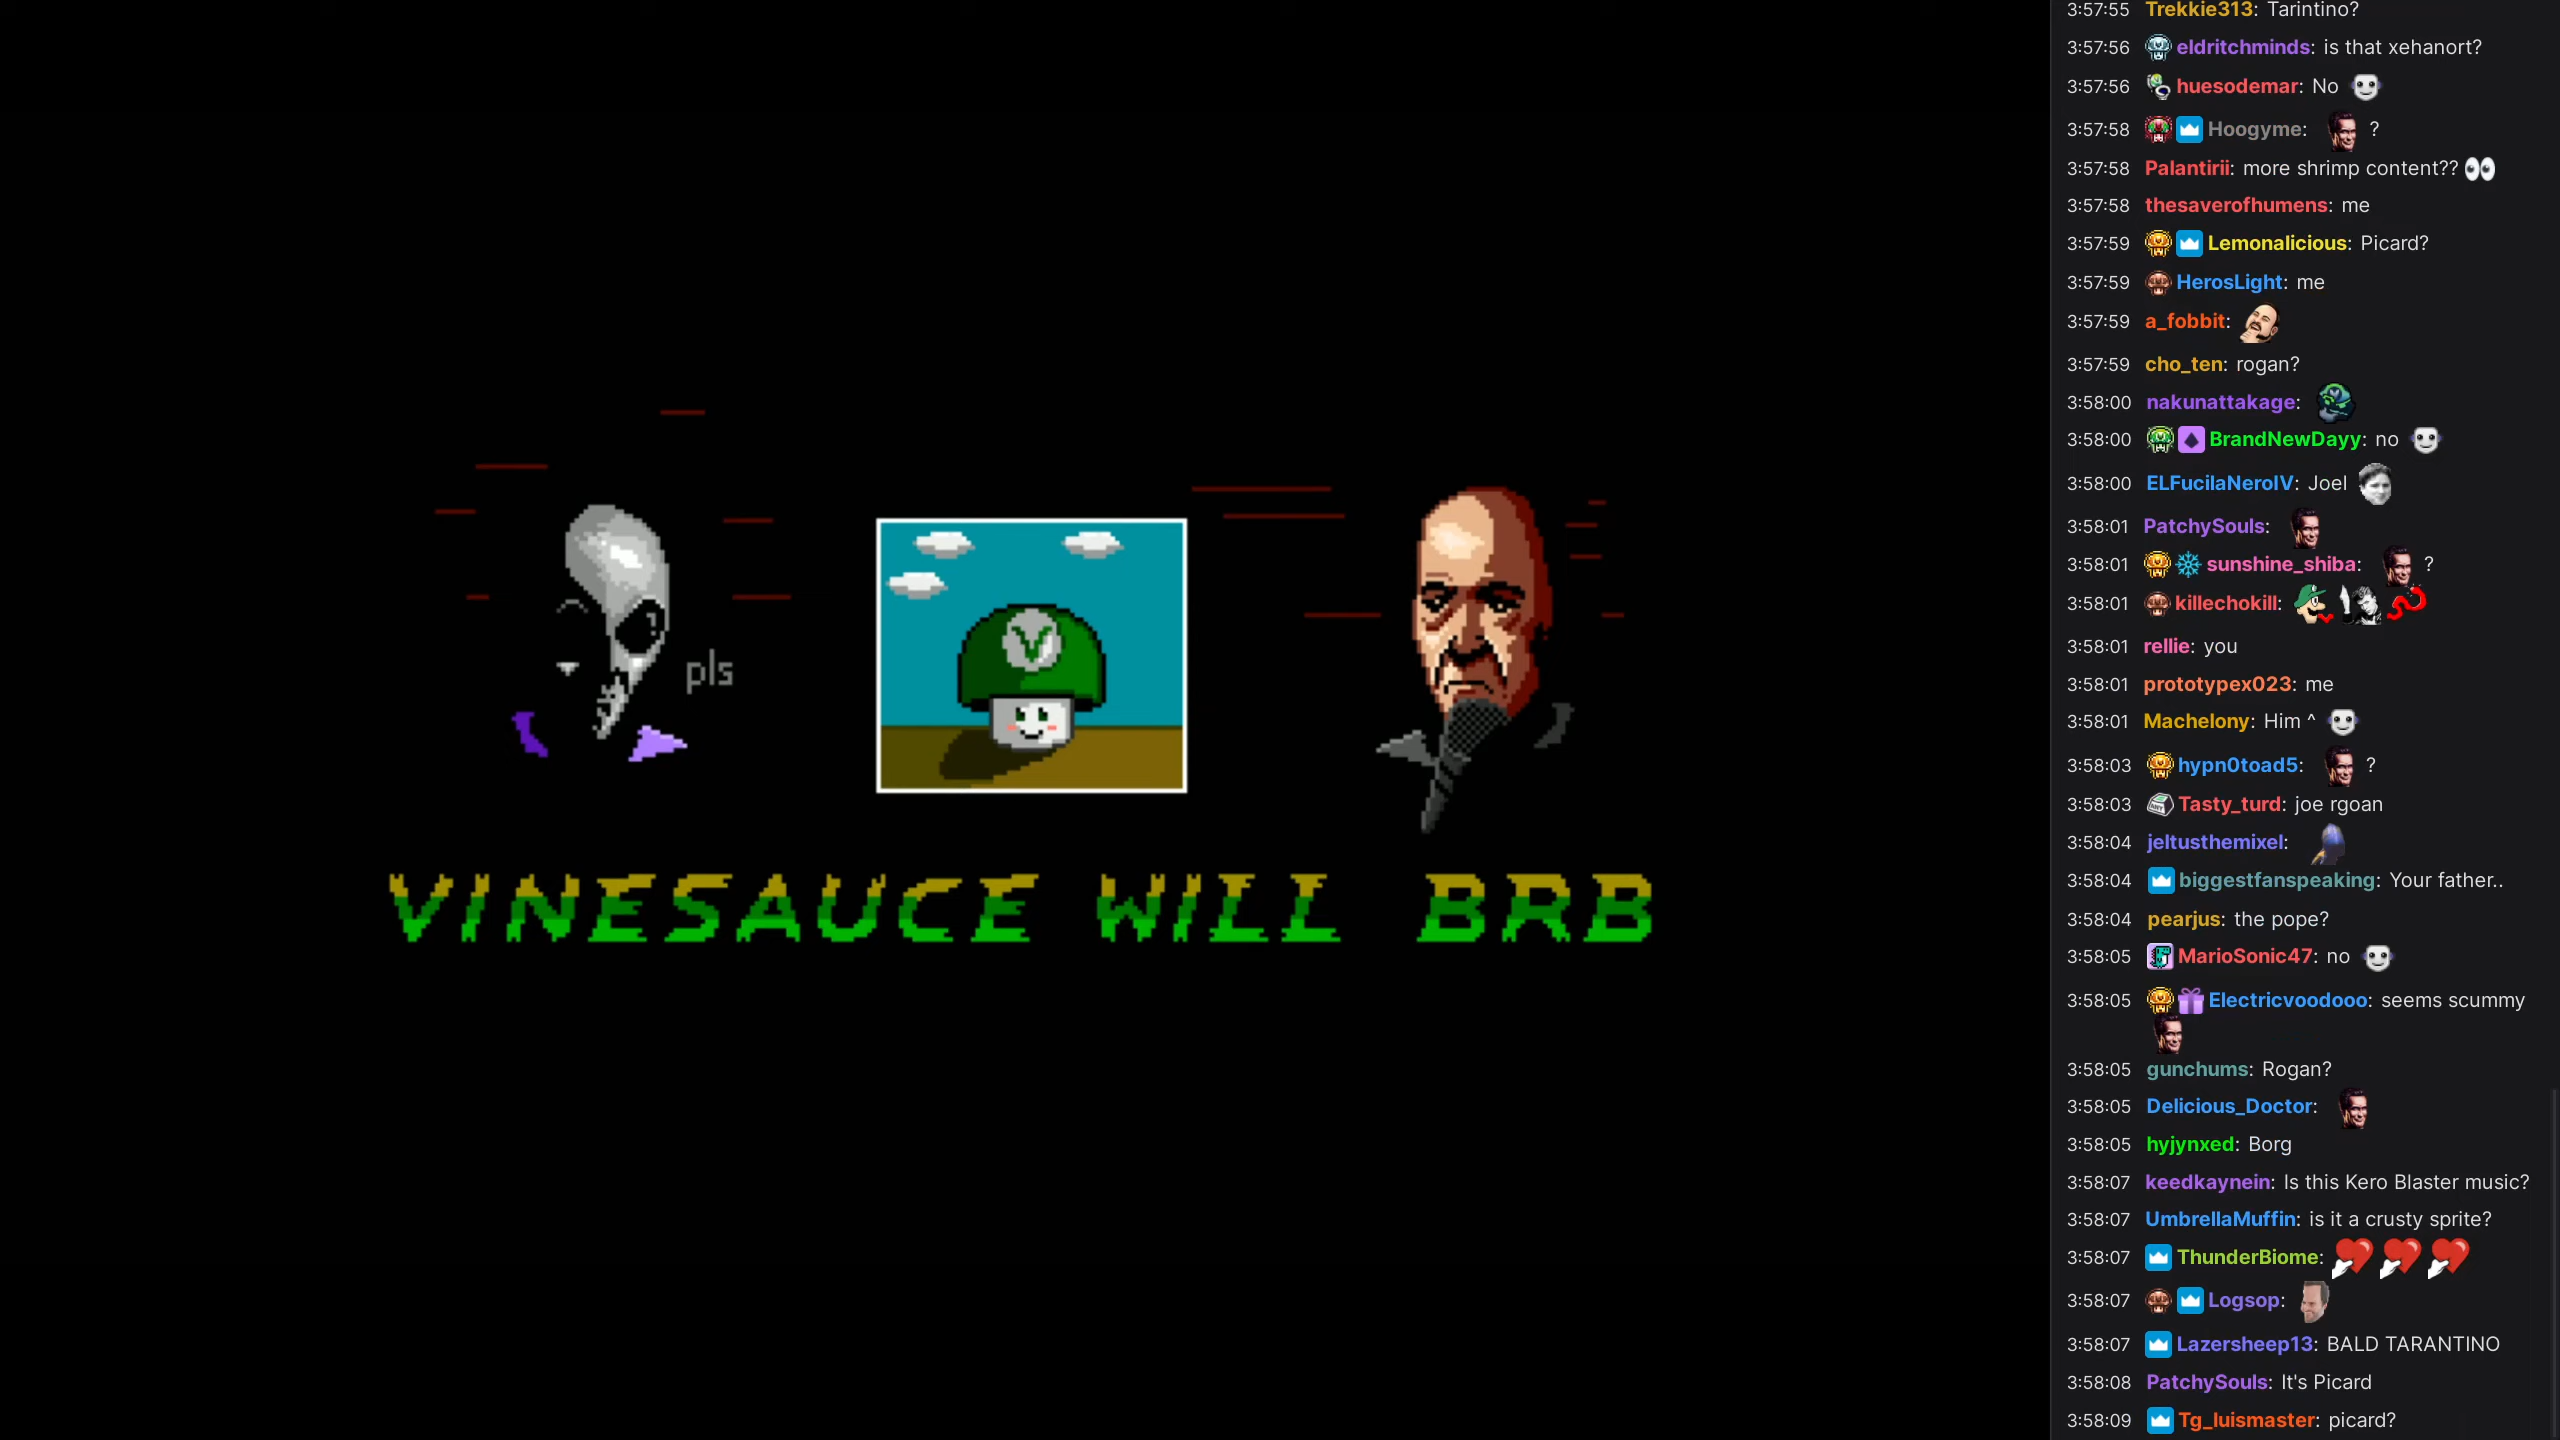 pls
V
VINESAUCE WILL BRB
3:57:55 Trekkie313: Tarintino?
3:57:56 eldritchminds: is that xehanort?
3:57:56 huesodemar: No
3:57:58 Hoogyme: ?
3:57:58 Palantirii: more shrimp content?? 👀
3:57:58 thesaverofhumens: me
3:57:59 Lemonalicious: Picard?
3:57:59 HerosLight: me
3:57:59 a_fobbit:
3:57:59 cho_ten: rogan?
3:58:00 nakunattakage:
3:58:00 BrandNewDayy: no
3:58:00 ELFucilaNeroIV: Joel
3:58:01 PatchySouls:
3:58:01 sunshine_shiba: ?
3:58:01 killechokill:
3:58:01 rellie: you
3:58:01 prototypex023: me
3:58:01 Machelony: Him ^
3:58:03 hypn0toad5: ?
3:58:03 Tasty_turd: joe rgoan
3:58:04 jeltusthemixel:
3:58:04 biggestfanspeaking: Your father..
3:58:04 pearjus: the pope?
3:58:05 MarioSonic47: no
3:58:05 Electricvoodooo: seems scummy
3:58:05 gunchums: Rogan?
3:58:05 Delicious_Doctor:
3:58:05 hyjynxed: Borg
3:58:07 keedkaynein: Is this Kero Blaster music?
3:58:07 UmbrellaMuffin: is it a crusty sprite?
3:58:07 ThunderBiome:
3:58:07 Logsop:
3:58:07 Lazersheep13: BALD TARANTINO
3:58:08 PatchySouls: It's Picard
3:58:09 Tg_luismaster: picard?